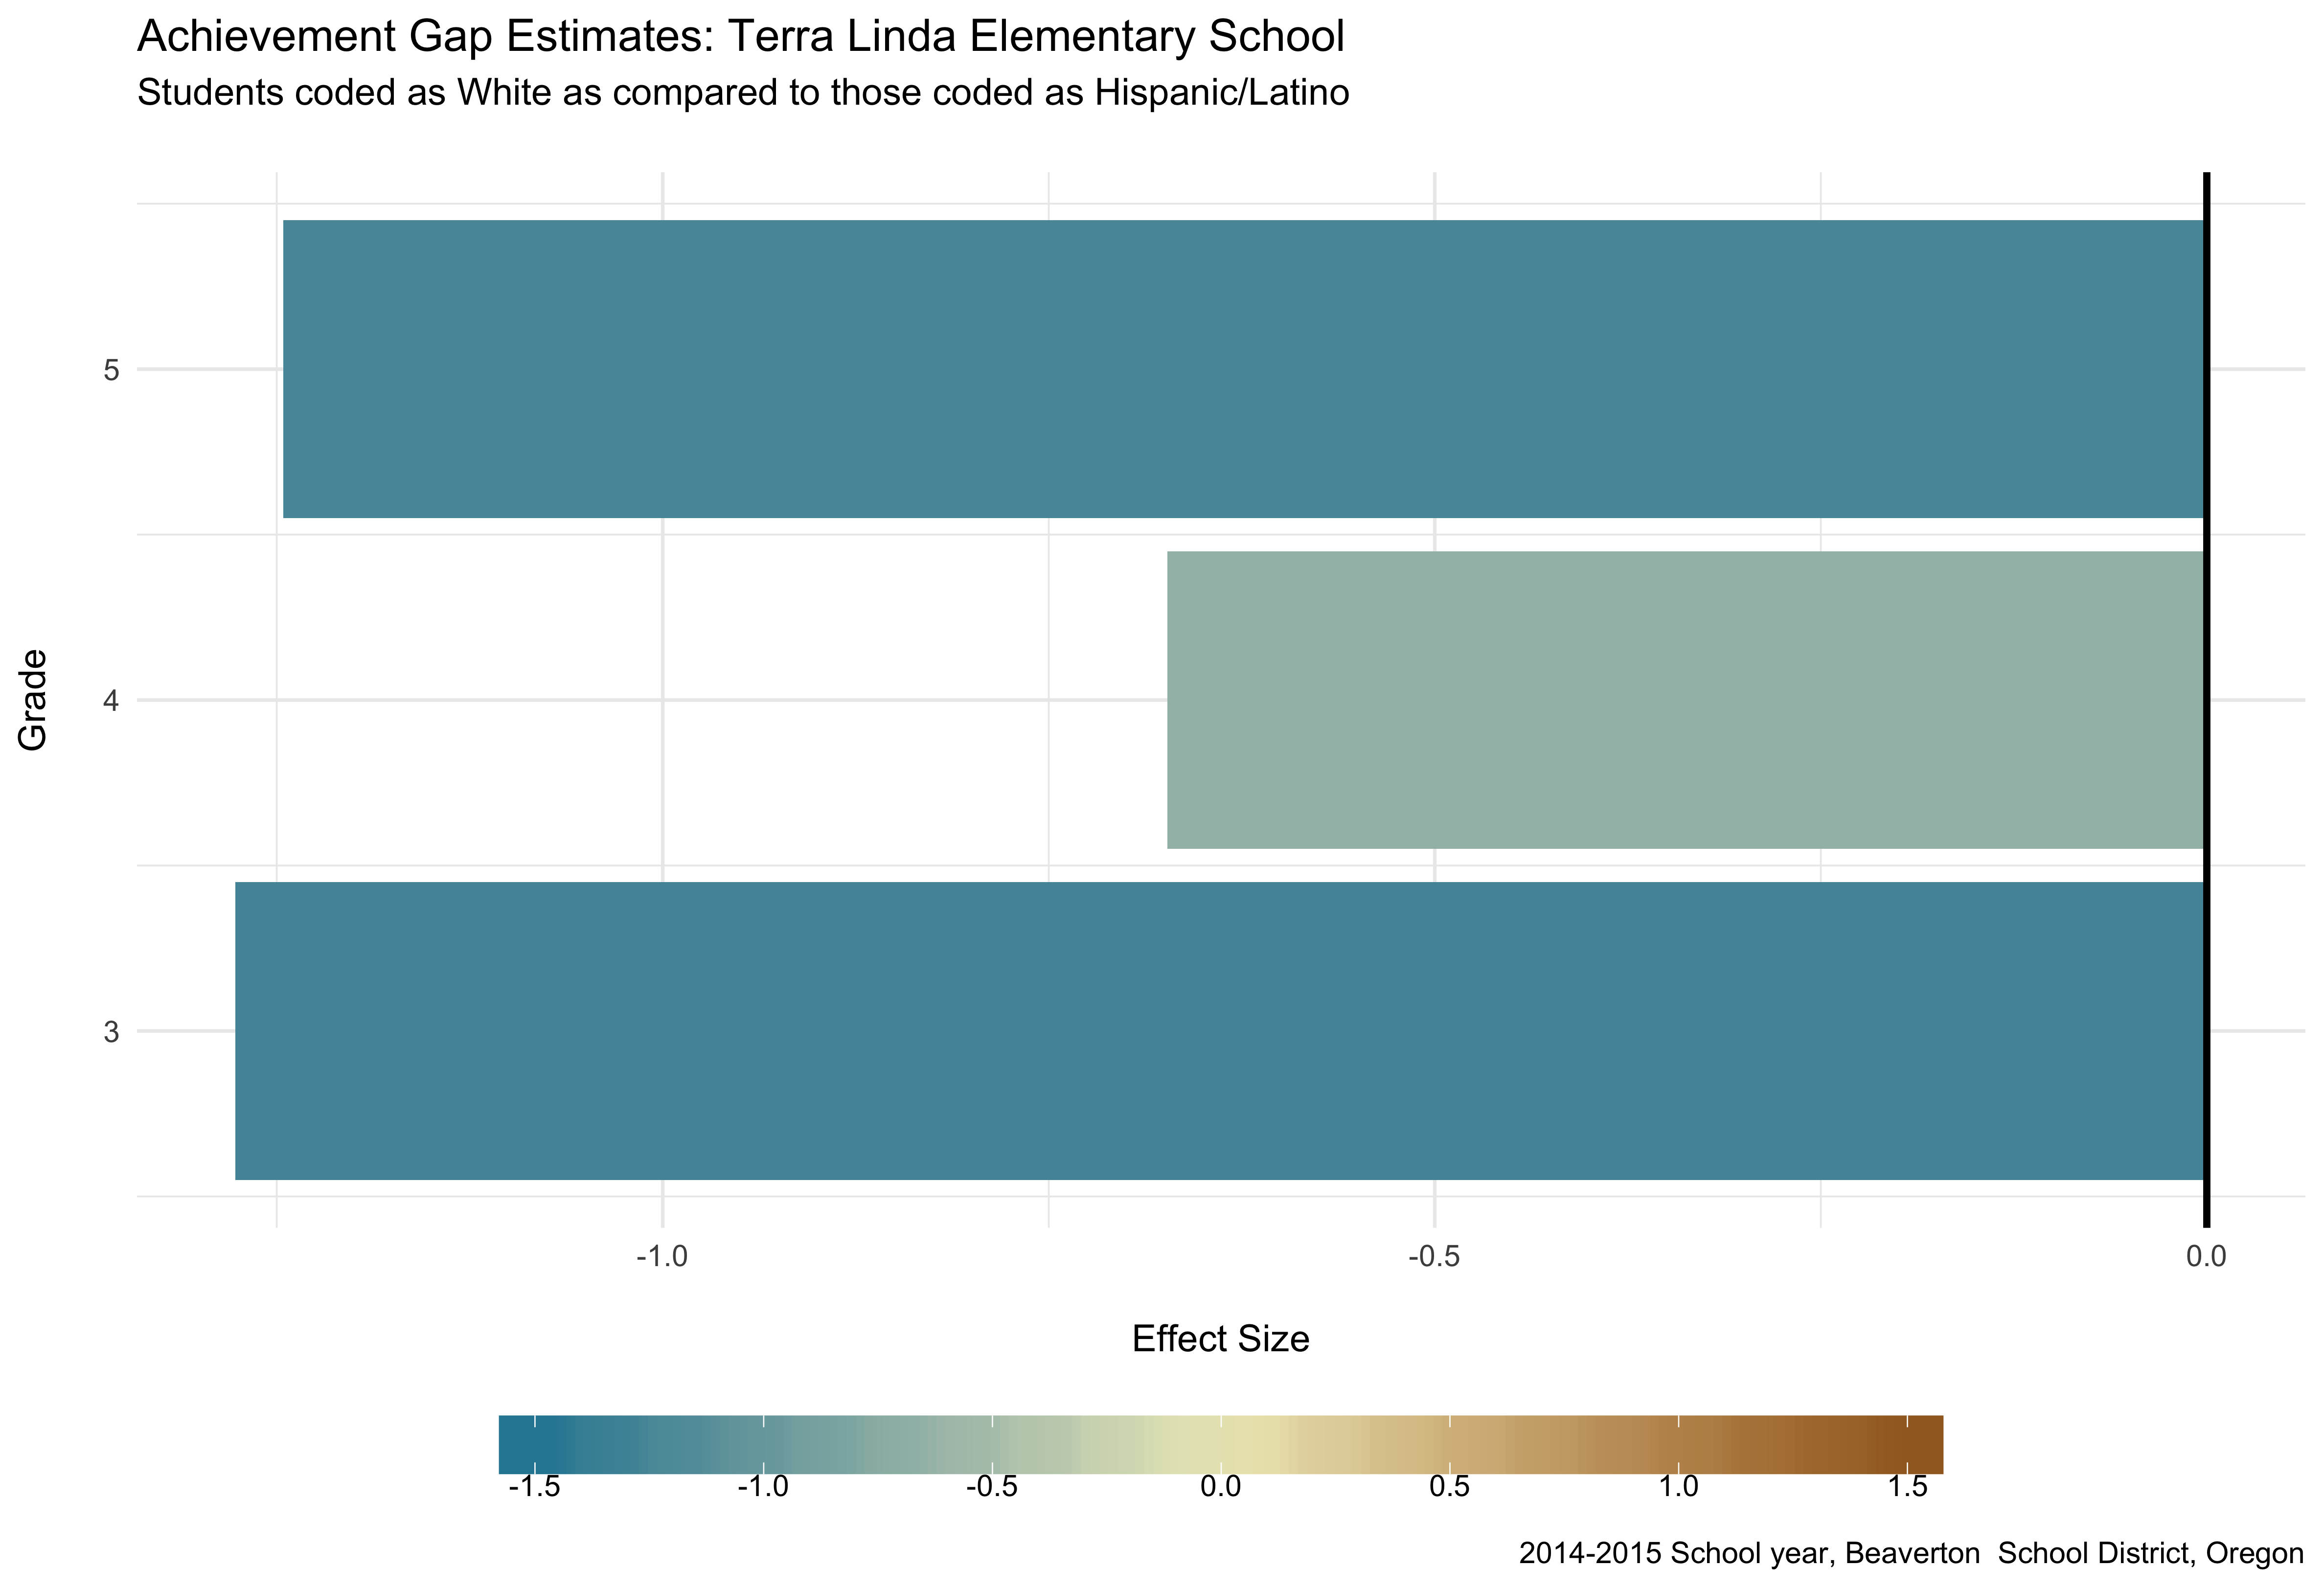 Achievement Gap Estimates: Terra Linda Elementary School
Students coded as White as compared to those coded as Hispanic/Latino
5
4
3
Grade
-1.0 -0.5 0.0
Effect Size
-1.5 -1.0 -0.5 0.0 0.5 1.0 1.5
2014-2015 School year, Beaverton  School District, Oregon